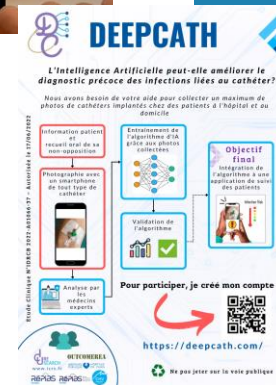 DEEPCATH
L'Intelligence Artificielle peut-elle améliorer le
diagnostic précoce des infections liées au cathéter?
Nous avons besoin de votre aide pour collecter un maximum de
photos de cathéters implantés chez des patients à l'hôpital et au
domicile
Information patient
et
recueil oral de sa
non-opposition
Photographie avec
un smartphone
de tout type de
cathéter
Analyse par
les
médecins
experts
Entraînement de
l'algorithme d'IA
grâce aux photos
collectées
Validation de
l'algorithme
Objectif
final
Intégration de
l'algorithme à une
application de suivi
des patients
Pour participer, je créé mon compte
https://deepcath.com/
Ne pas jeter sur la voie publique
OUTCOMEREA